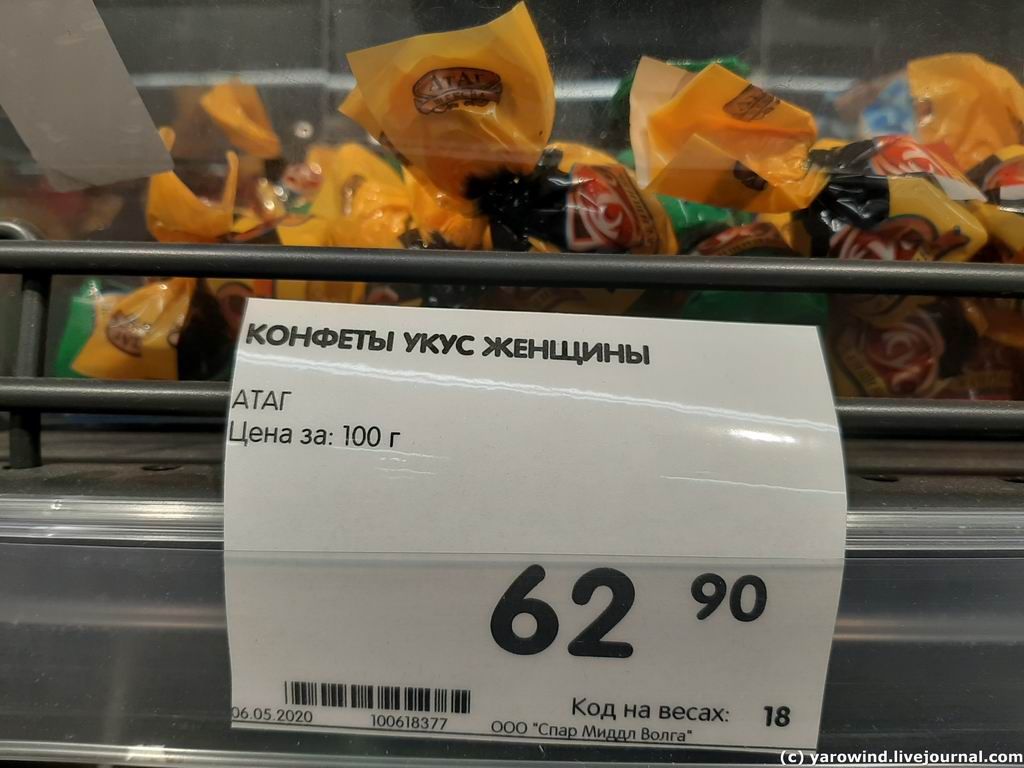 АтАг
КОНФЕТЫ УКУС ЖЕНЩИНЫ
АТАГ
Цена за: 100 г
62 90
Код на весах: 18
06.05.2020 100618377 ООО "Спар Миддл Волга"
(c) yarowind.livejournal.com